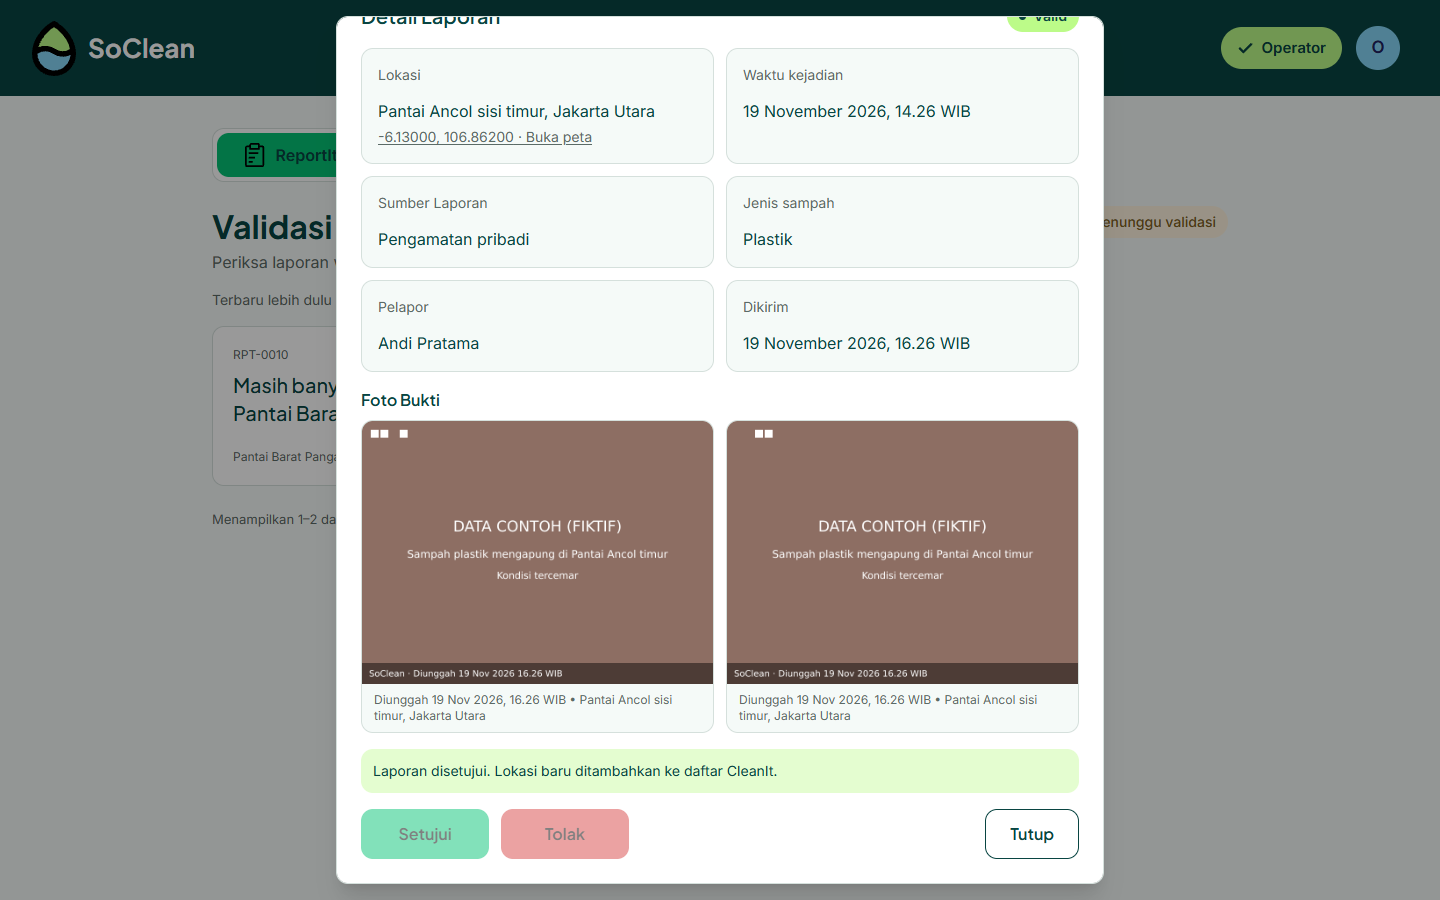 SoClean
Operator
O
ReportIt
Validasi
enunggu validasi
Periksa laporan
Terbaru lebih dulu
RPT-0010
Masih bany
Pantai Bara
Pantai Barat Panga
Menampilkan 1–2 da
Detail Laporan
Valid
Lokasi
Pantai Ancol sisi timur, Jakarta Utara
-6.13000, 106.86200 · Buka peta
Waktu kejadian
19 November 2026, 14.26 WIB
Sumber Laporan
Pengamatan pribadi
Jenis sampah
Plastik
Pelapor
Andi Pratama
Dikirim
19 November 2026, 16.26 WIB
Foto Bukti
DATA CONTOH (FIKTIF)
Sampah plastik mengapung di Pantai Ancol timur
Kondisi tercemar
SoClean · Diunggah 19 Nov 2026 16.26 WIB
Diunggah 19 Nov 2026, 16.26 WIB • Pantai Ancol sisi
timur, Jakarta Utara
DATA CONTOH (FIKTIF)
Sampah plastik mengapung di Pantai Ancol timur
Kondisi tercemar
SoClean · Diunggah 19 Nov 2026 16.26 WIB
Diunggah 19 Nov 2026, 16.26 WIB • Pantai Ancol sisi
timur, Jakarta Utara
Laporan disetujui. Lokasi baru ditambahkan ke daftar CleanIt.
Setujui
Tolak
Tutup